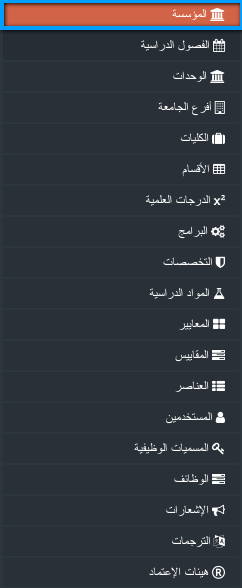 المؤسسة
الفصول الدراسية
الوحدات
أفرع الجامعة
الكليات
الأقسام
الدرجات العلمية
البرامج
التخصصات
المواد الدراسية
المعايير
المقاييس
العناصر
المستخدمين
المسميات الوظيفية
الوظائف
الإشعارات
الترجمات
هيئات الإعتماد